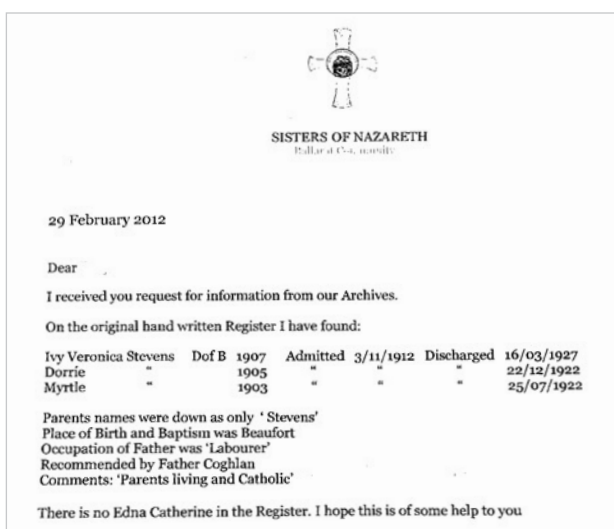 SISTERS OF NAZARETH
Ballarat Community
29 February 2012
Dear
I received you request for information from our Archives.
On the original hand written Register I have found:
Ivy Veronica Stevens Dof B 1907 Admitted 3/11/1912 Discharged 16/03/1927
Dorrie " 1905 " " " 22/12/1922
Myrtle " 1903 " " " 25/07/1922
Parents names were down as only ‘ Stevens’
Place of Birth and Baptism was Beaufort
Occupation of Father was ‘Labourer’
Recommended by Father Coghlan
Comments: ‘Parents living and Catholic’
There is no Edna Catherine in the Register. I hope this is of some help to you